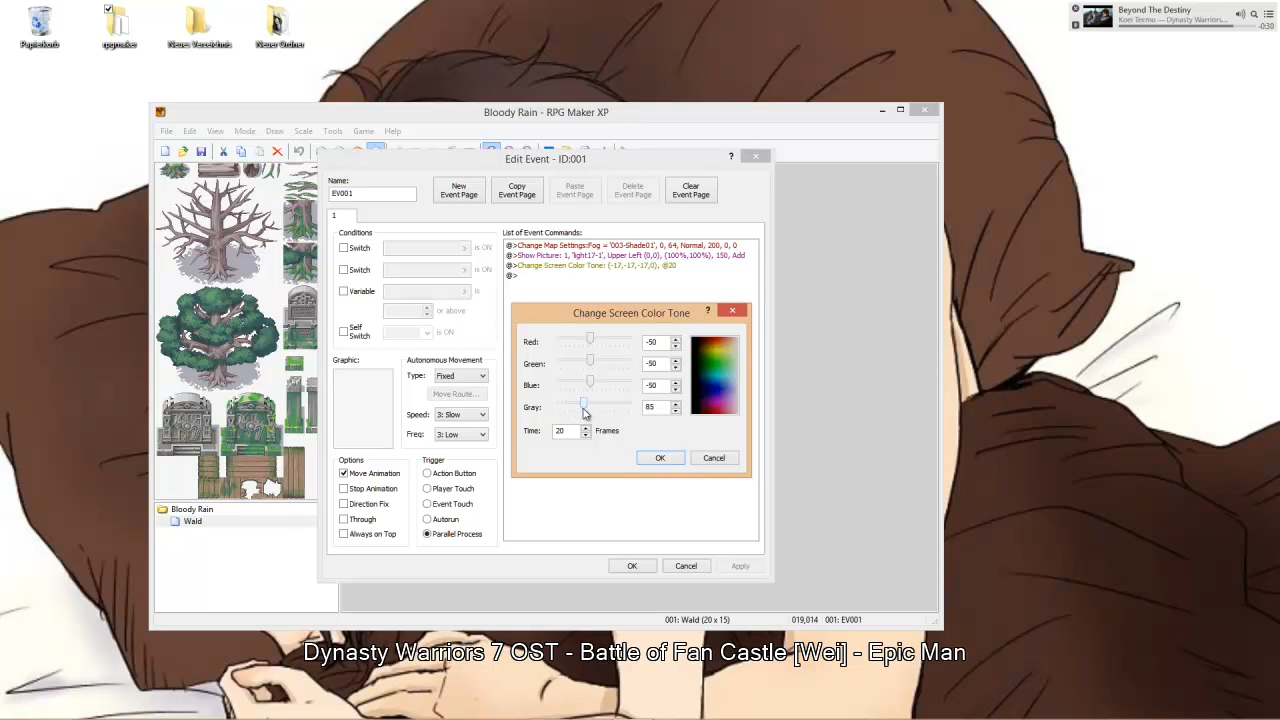 Beyond The Destiny
Koei Tecmo — Dynasty Warriors...
-0:30
Papierkorb
rpgmaker
Neues Verzeichnis
Neuer Ordner
Bloody Rain - RPG Maker XP
File Edit View Mode Draw Scale Tools Game Help
Edit Event - ID:001
Name:
EV001
New Event Page
Copy Event Page
Paste Event Page
Delete Event Page
Clear Event Page
1
Conditions
Switch is ON
Switch is ON
Variable is
or above
Self Switch is ON
Graphic:
Autonomous Movement
Type: Fixed
Move Route...
Speed: 3: Slow
Freq: 3: Low
Options
Move Animation
Stop Animation
Direction Fix
Through
Always on Top
Trigger
Action Button
Player Touch
Event Touch
Autorun
Parallel Process
List of Event Commands:
@>Change Map Settings:Fog = '003-Shade01', 0, 64, Normal, 200, 0, 0
@>Show Picture: 1, 'light17-1', Upper Left (0,0), (100%,100%), 150, Add
@>Change Screen Color Tone: (-17,-17,-17,0), @20
@>
Change Screen Color Tone
Red: -50
Green: -50
Blue: -50
Gray: 85
Time: 20 Frames
OK Cancel
OK Cancel Apply
Bloody Rain
Wald
001: Wald (20 x 15) 019,014 001: EV001
Dynasty Warriors 7 OST - Battle of Fan Castle [Wei] - Epic Man